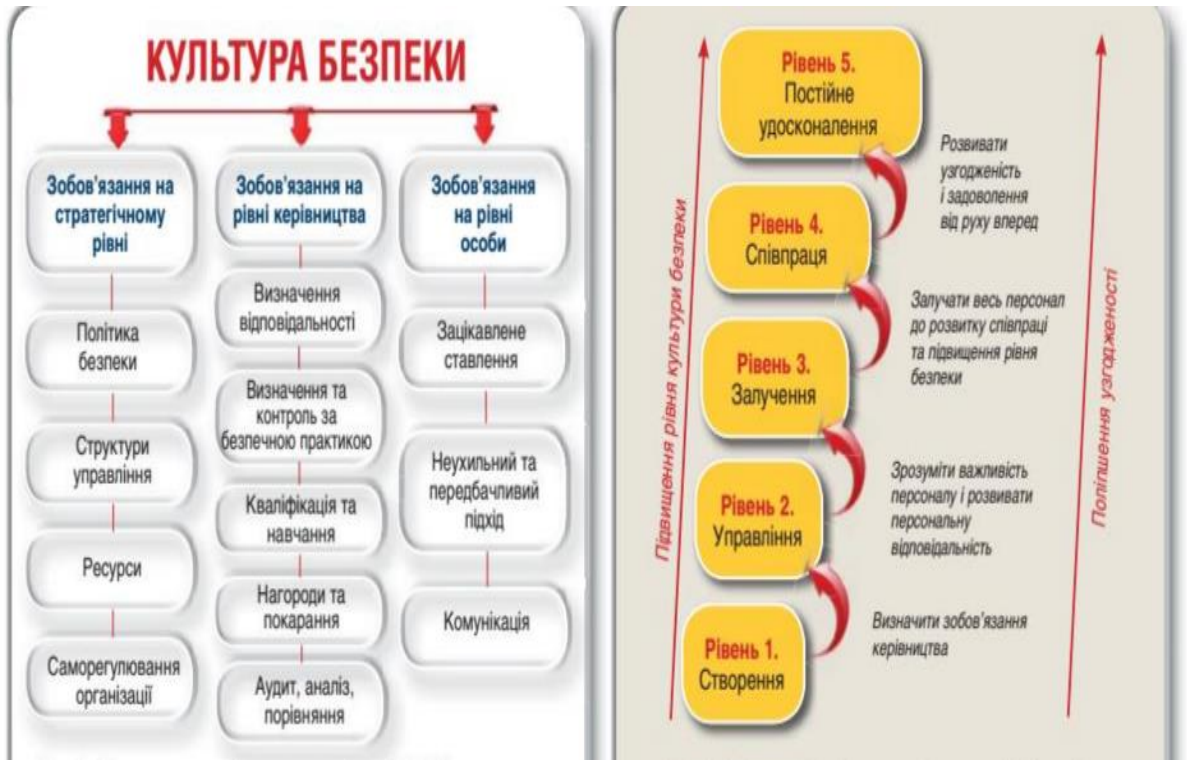 КУЛЬТУРА БЕЗПЕКИ
Зобов'язання на
стратегічному
рівні
Політика
безпеки
Структури
управління
Ресурси
Саморегулювання
організації
Зобов'язання на
рівні керівництва
Визначення
відповідальності
Визначення та
контроль за
безпечною практикою
Кваліфікація та
навчання
Нагороди та
покарання
Аудит, аналіз,
порівняння
Зобов'язання
на рівні
особи
Зацікавлене
ставлення
Неухильний та
передбачливий
підхід
Комунікація
Підвищення рівня культури безпеки
Рівень 5.
Постійне
удосконалення
Розвивати
узгодженість
і задоволення
від руху вперед
Рівень 4.
Співпраця
Залучати весь персонал
до розвитку співпраці
та підвищення рівня
безпеки
Рівень 3.
Залучення
Зрозуміти важливість
персоналу і розвивати
персональну
відповідальність
Рівень 2.
Управління
Визначити зобов'язання
керівництва
Рівень 1.
Створення
Поліпшення узгодженості